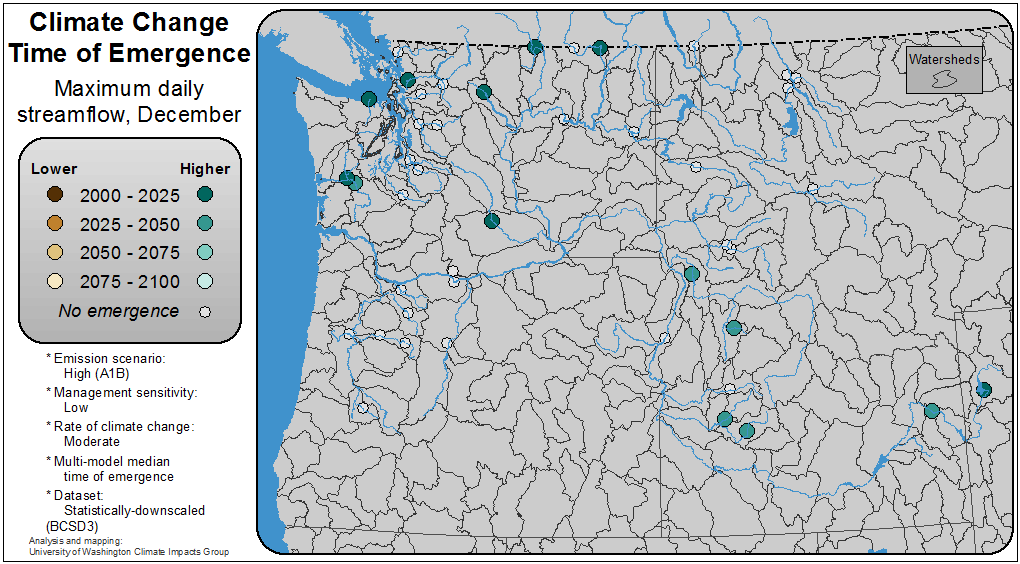 Climate Change
Time of Emergence
Maximum daily
streamflow, December
Lower Higher
2000 - 2025
2025 - 2050
2050 - 2075
2075 - 2100
No emergence
* Emission scenario:
High (A1B)
* Management sensitivity:
Low
* Rate of climate change:
Moderate
* Multi-model median
time of emergence
* Dataset:
Statistically-downscaled
(BCSD3)
Analysis and mapping:
University of Washington Climate Impacts Group
Watersheds